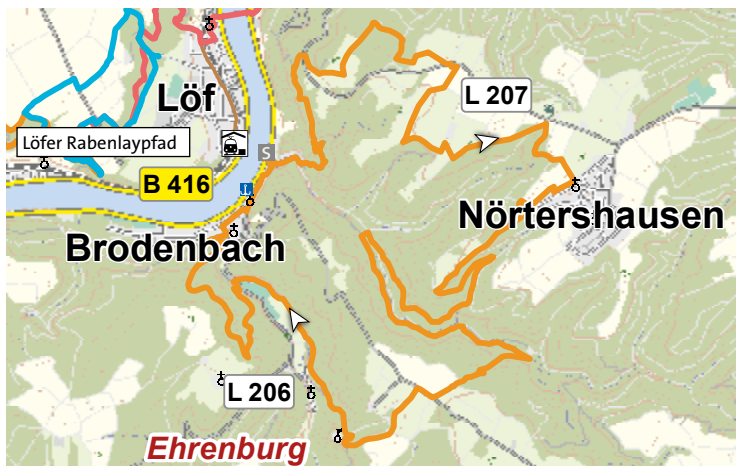 Löf
L 207
Löfer Rabenlaypfad
S
B 416
L
Nörtershausen
Brodenbach
L 206
Ehrenburg